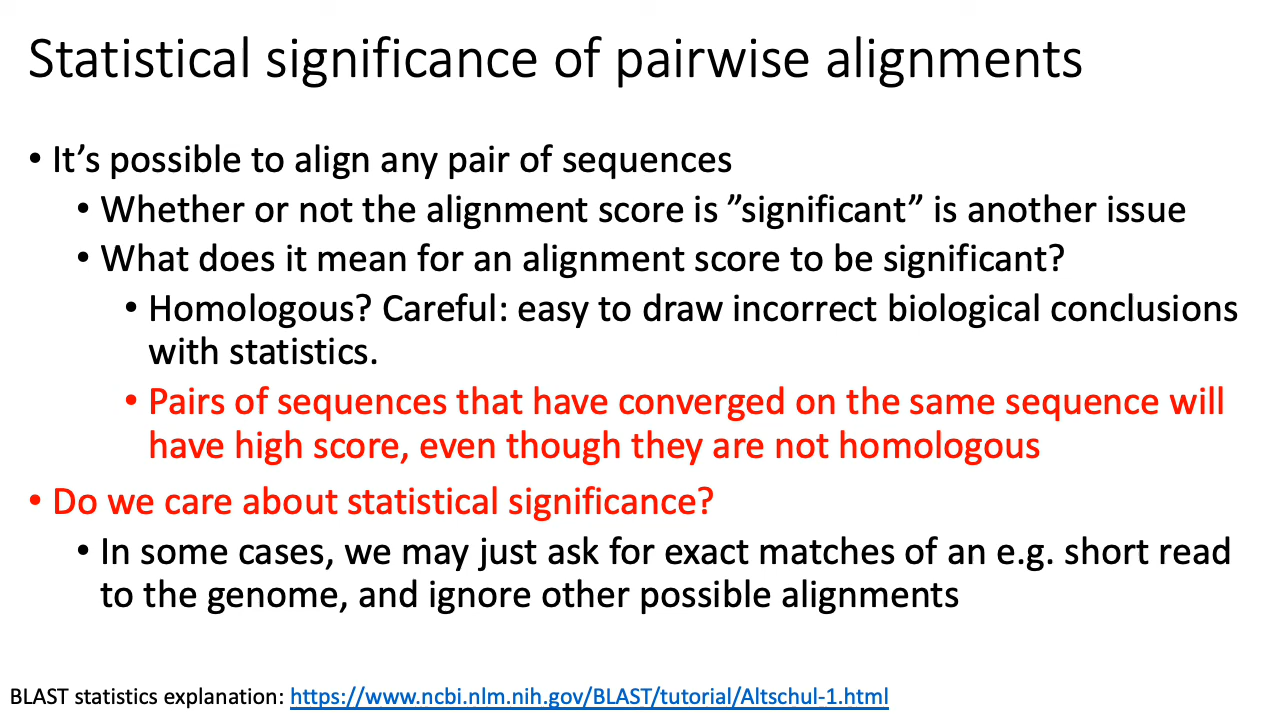 Statistical significance of pairwise alignments
• It’s possible to align any pair of sequences
• Whether or not the alignment score is ”significant” is another issue
• What does it mean for an alignment score to be significant?
• Homologous? Careful: easy to draw incorrect biological conclusions
with statistics.
• Pairs of sequences that have converged on the same sequence will
have high score, even though they are not homologous
• Do we care about statistical significance?
• In some cases, we may just ask for exact matches of an e.g. short read
to the genome, and ignore other possible alignments
BLAST statistics explanation: https://www.ncbi.nlm.nih.gov/BLAST/tutorial/Altschul-1.html